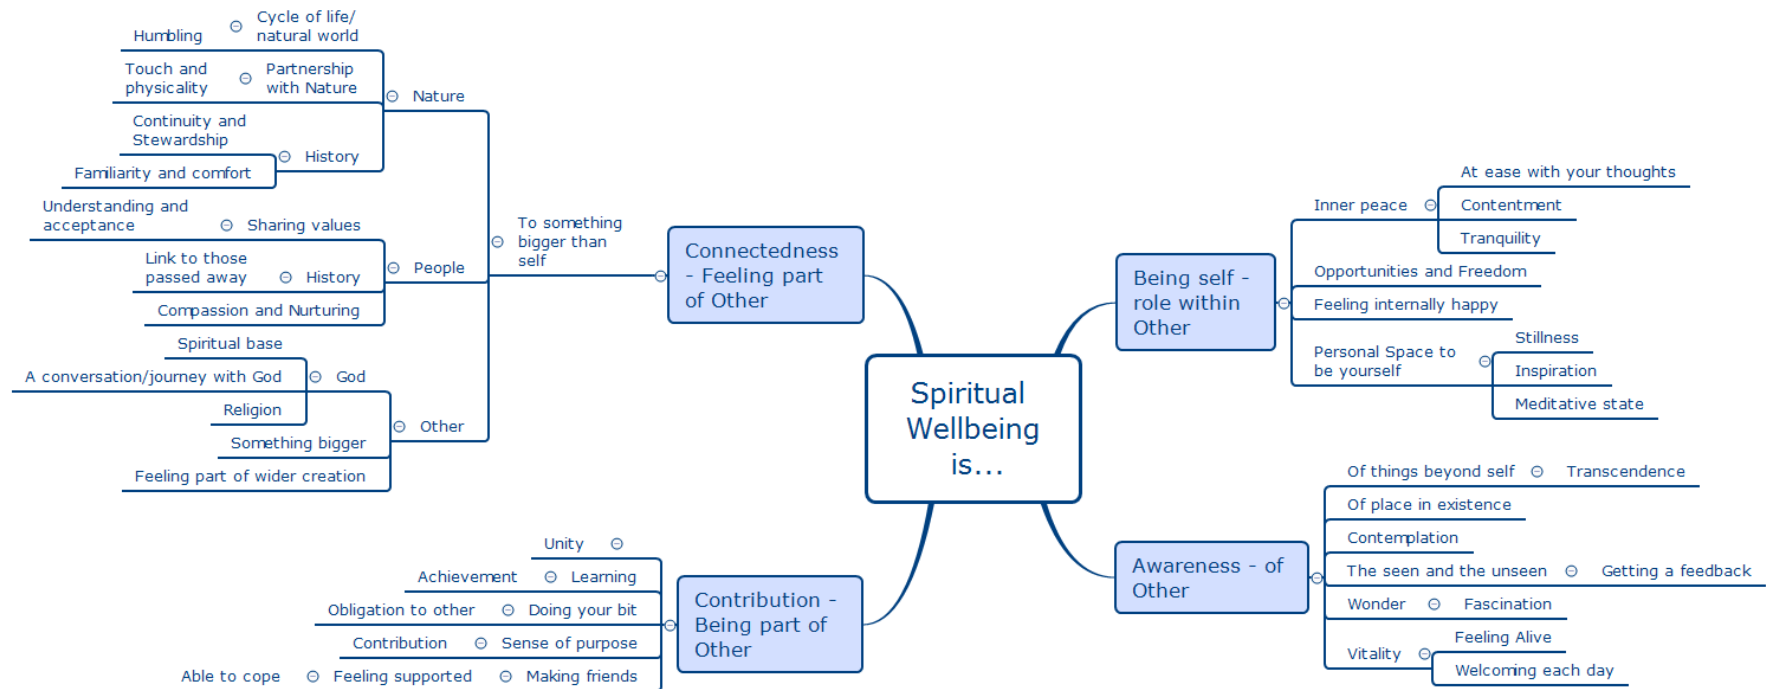 Spiritual
Wellbeing
is...
Connectedness
- Feeling part
of Other
To something
bigger than
self
Nature
Cycle of life/
natural world
Humbling
Partnership
with Nature
Touch and
physicality
History
Continuity and
Stewardship
Familiarity and comfort
People
Sharing values
Understanding and
acceptance
History
Link to those
passed away
Compassion and Nurturing
Other
God
Spiritual base
A conversation/journey with God
Religion
Something bigger
Feeling part of wider creation
Contribution -
Being part of
Other
Unity
Learning
Achievement
Doing your bit
Obligation to other
Sense of purpose
Contribution
Making friends
Feeling supported
Able to cope
Being self -
role within
Other
Inner peace
At ease with your thoughts
Contentment
Tranquility
Opportunities and Freedom
Feeling internally happy
Personal Space to
be yourself
Stillness
Inspiration
Meditative state
Awareness - of
Other
Of things beyond self
Transcendence
Of place in existence
Contemplation
The seen and the unseen
Getting a feedback
Wonder
Fascination
Vitality
Feeling Alive
Welcoming each day